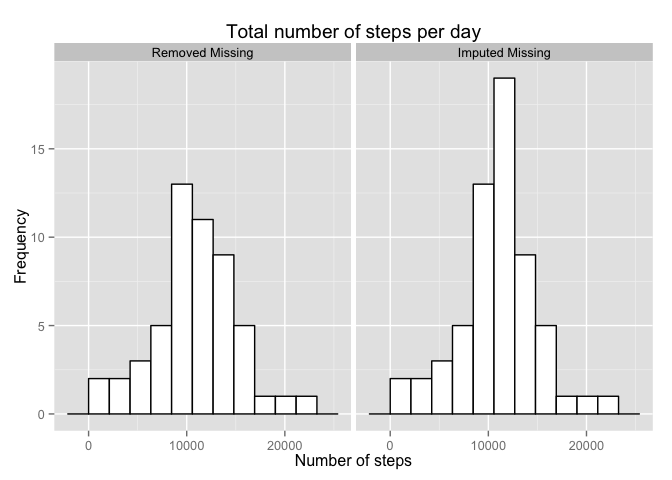 Total number of steps per day
Removed Missing
Imputed Missing
Frequency
15
10
5
0
0
10000
20000
0
10000
20000
Number of steps